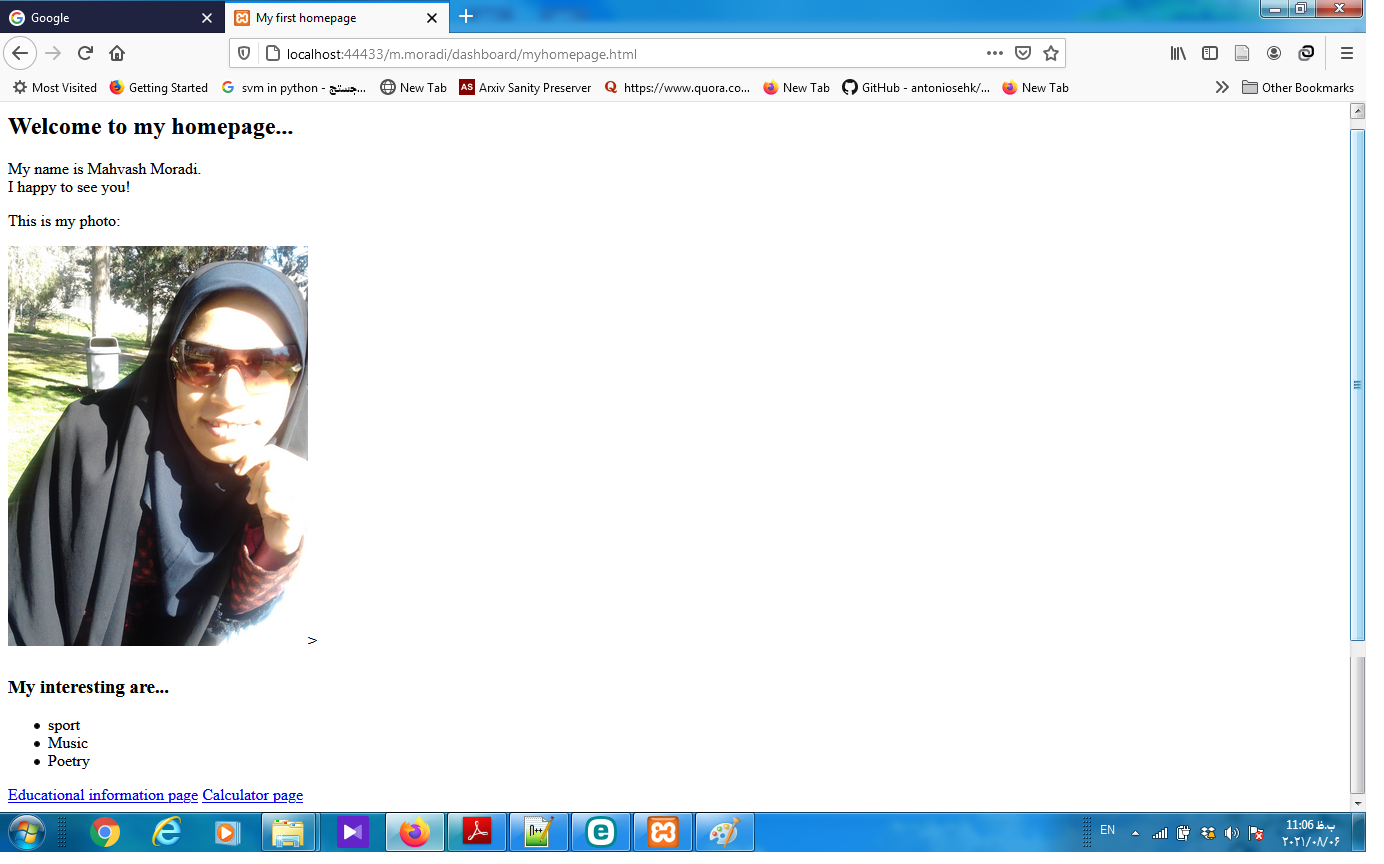 Google
My first homepage
localhost:44433/m.moradi/dashboard/myhomepage.html
Most Visited Getting Started svm in python - جستج... New Tab AS Arxiv Sanity Preserver https://www.quora.co... New Tab GitHub - antoniosehk/... New Tab Other Bookmarks
Welcome to my homepage...
My name is Mahvash Moradi.
I happy to see you!
This is my photo:
>
My interesting are...
sport
Music
Poetry
Educational information page Calculator page
EN
11:06 ب.ظ
۲۰۲۱/۰۸/۰۶